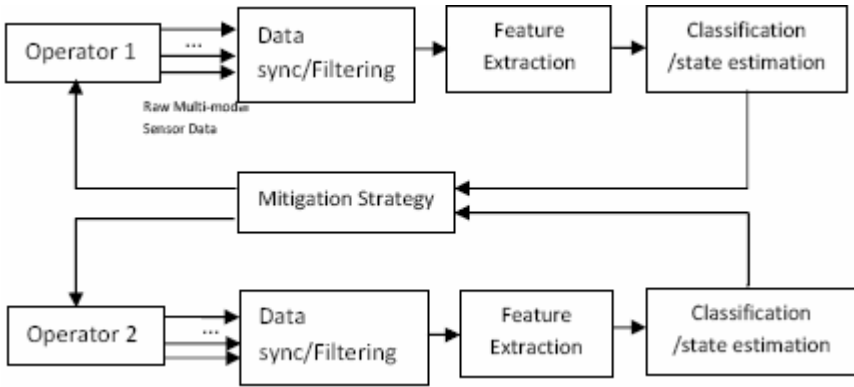 Operator 1
...
Data
sync/Filtering
Feature
Extraction
Classification
/state estimation
Raw Multi-modal
Sensor Data
Mitigation Strategy
Operator 2
...
Data
sync/Filtering
Feature
Extraction
Classification
/state estimation